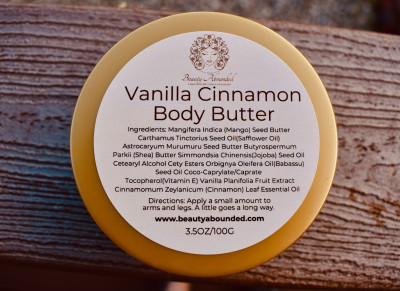 Beauty Abounded
Vanilla Cinnamon
Body Butter
Ingredients: Mangifera Indica (Mango) Seed Butter
Carthamus Tinctorius Seed Oil(Safflower Oil)
Astrocaryum Murumuru Seed Butter Butyrospermum
Parkii (Shea) Butter Simmondsia Chinensis(Jojoba) Seed Oil
Cetearyl Alcohol Cety Esters Orbignya Oleifera Oil(Babassu)
Seed Oil Coco-Caprylate/Caprate
Tocopherol(Vitamin E) Vanilla Planifolia Fruit Extract
Cinnamomum Zeylanicum (Cinnamon) Leaf Essential Oil
Directions: Apply a small amount to
arms and legs. A little goes a long way.
www.beautyabounded.com
3.5OZ/100G